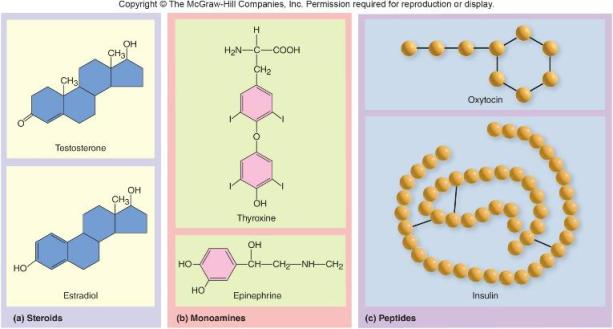 Copyright © The McGraw-Hill Companies, Inc. Permission required for reproduction or display.
OH
CH3
CH3
O
Testosterone
OH
CH3
HO
Estradiol
(a) Steroids
H
H2N C COOH
CH2
I I
O
I I
OH
Thyroxine
OH
HO C CH2 NH CH2
HO H
Epinephrine
(b) Monoamines
Oxytocin
Insulin
(c) Peptides